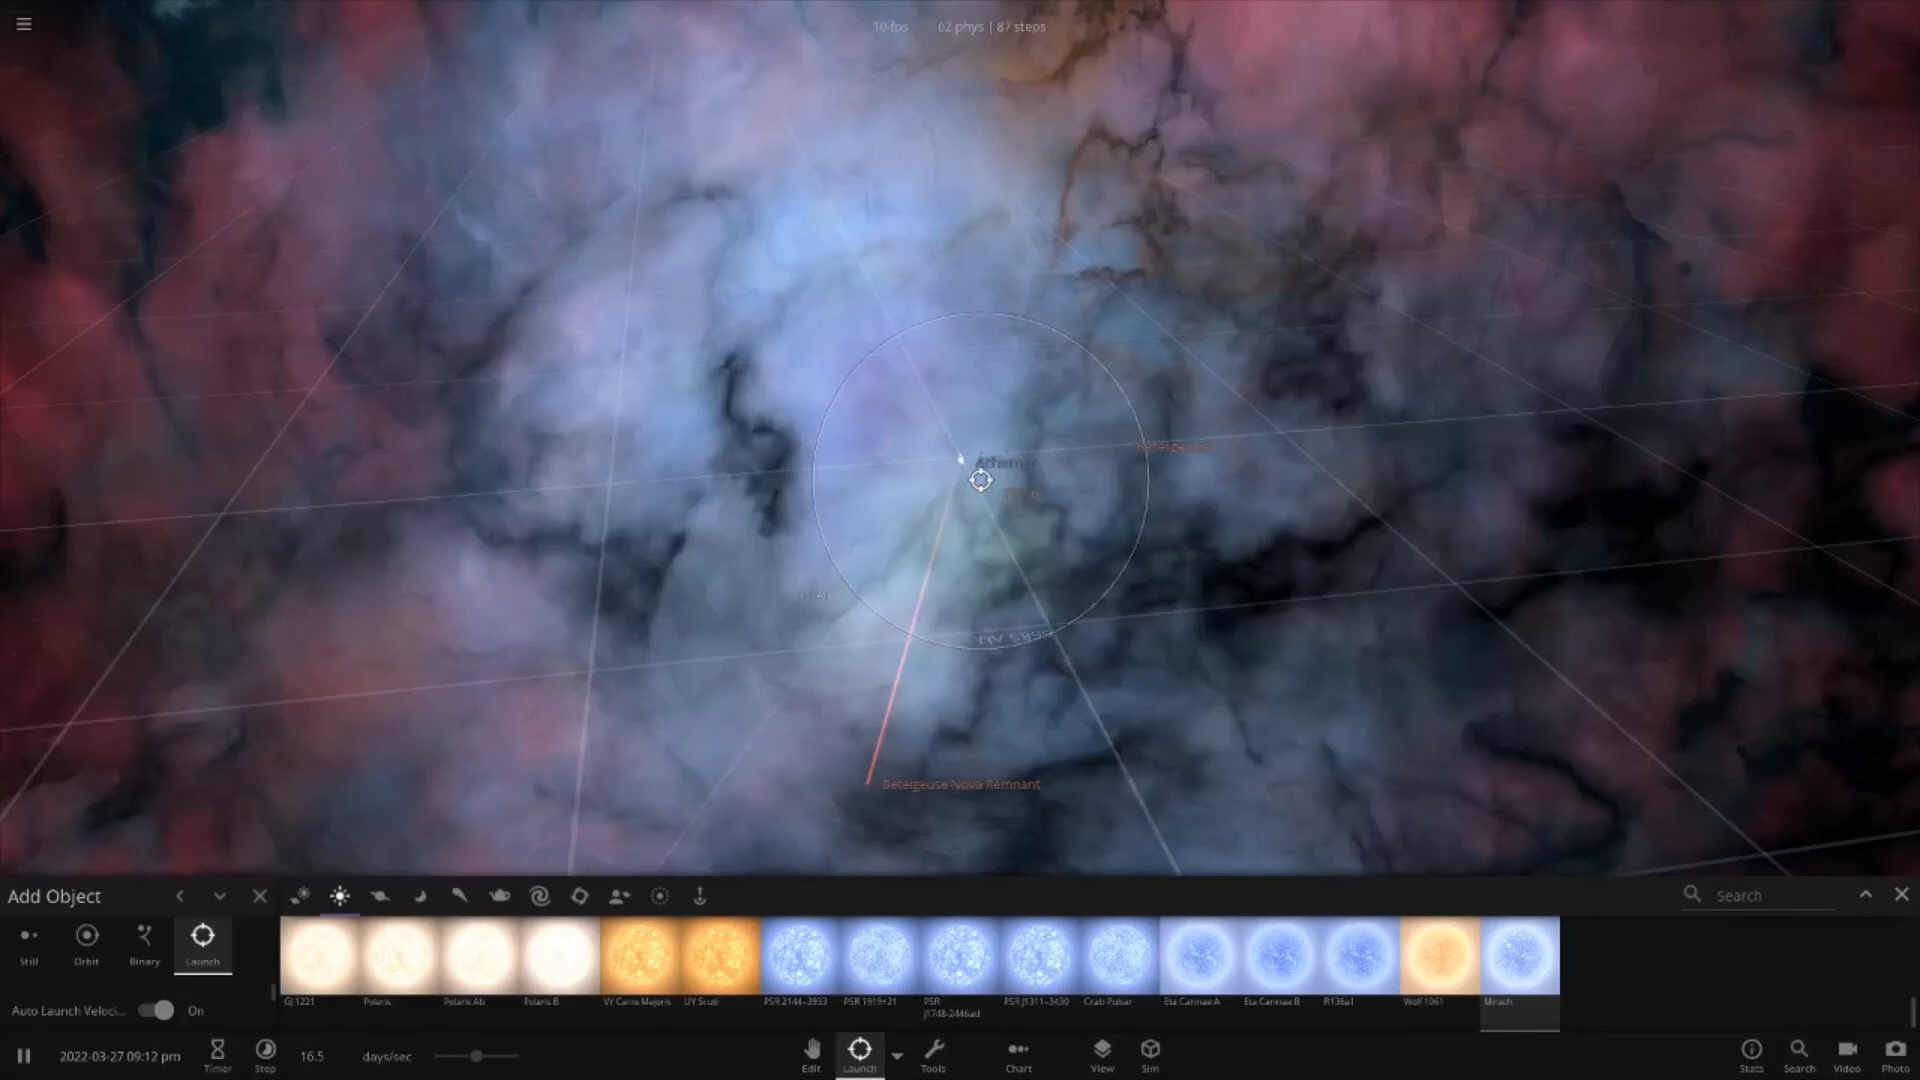 10 fps 62 phys | 87 steps
Betelgeuse
Achernar
Betelgeuse Nova Remnant
Add Object
Search
Still
Orbit
Binary
Launch
Auto Launch Veloci... On
GJ 1221
Polaris
Polaris Ab
Polaris B
VY Canis Majoris
UY Scuti
PSR 2144-3933
PSR 1919+21
PSR
J1748-2446ad
PSR J1311-3430
Crab Pulsar
Eta Carinae A
Eta Carinae B
R136a1
Wolf 1061
Mirach
2022-03-27 09:12 pm
Timer
Step
16.5 days/sec
Edit
Launch
Tools
Chart
View
Sim
Stats
Search
Video
Photo